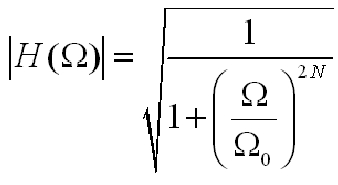 |H(Ω)| = √(1 / (1 + (Ω / Ω₀)²ᴺ))